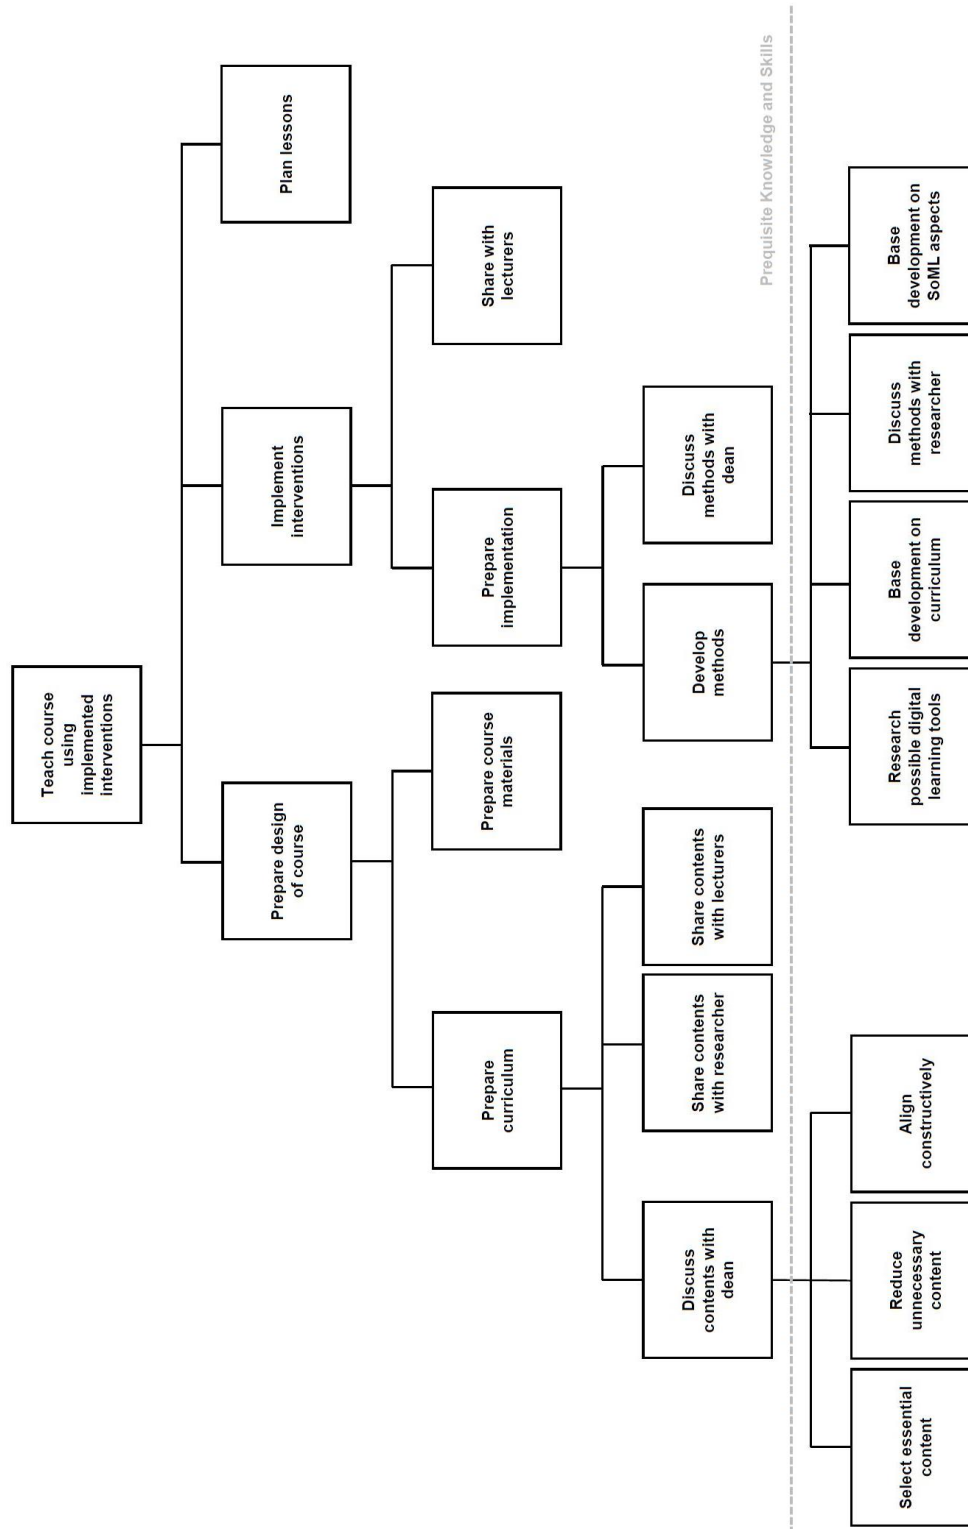 Teach course
using
implemented
interventions
Prepare design
of course
Implement
interventions
Plan lessons
Prepare
curriculum
Prepare course
materials
Prepare
implementation
Share with
lecturers
Discuss
contents with
dean
Share contents
with researcher
Share contents
with lecturers
Develop
methods
Discuss
methods with
dean
Prequisite Knowledge and Skills
Select essential
content
Reduce
unnecessary
content
Align
constructively
Research
possible digital
learning tools
Base
development on
curriculum
Discuss
methods with
researcher
Base
development on
SoML aspects